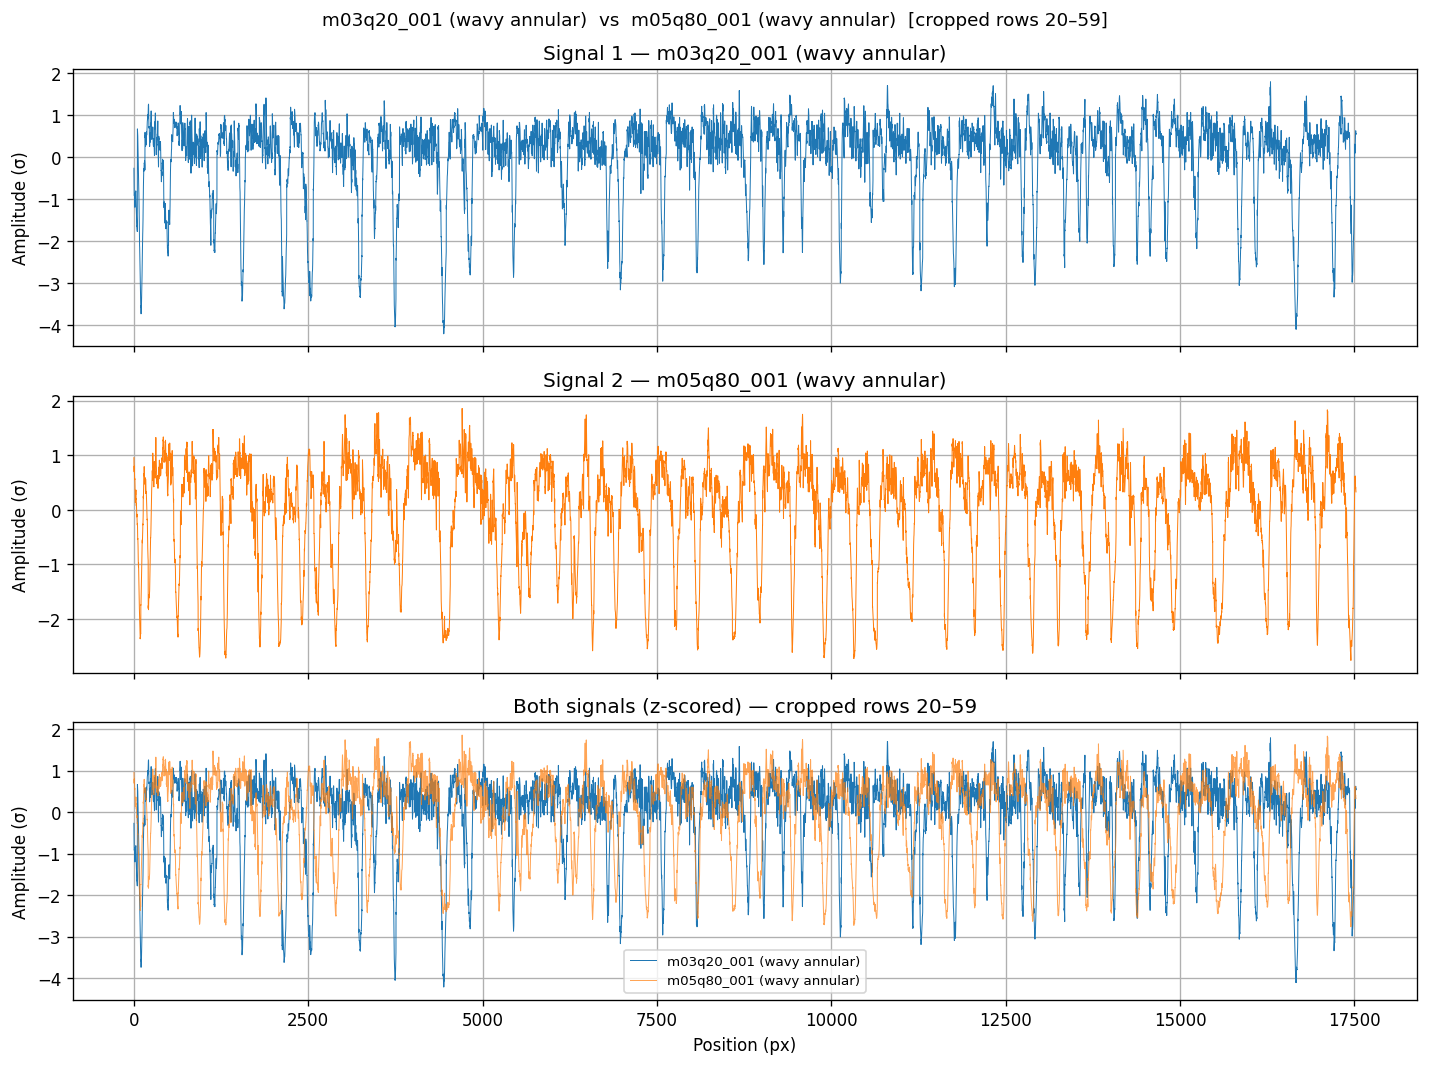 m03q20_001 (wavy annular)  vs  m05q80_001 (wavy annular)  [cropped rows 20–59]
Signal 1 — m03q20_001 (wavy annular)
2
1
0
−1
−2
−3
−4
Amplitude (σ)
Signal 2 — m05q80_001 (wavy annular)
2
1
0
−1
−2
Amplitude (σ)
Both signals (z-scored) — cropped rows 20–59
2
1
0
−1
−2
−3
−4
Amplitude (σ)
m03q20_001 (wavy annular)
m05q80_001 (wavy annular)
0 2500 5000 7500 10000 12500 15000 17500
Position (px)